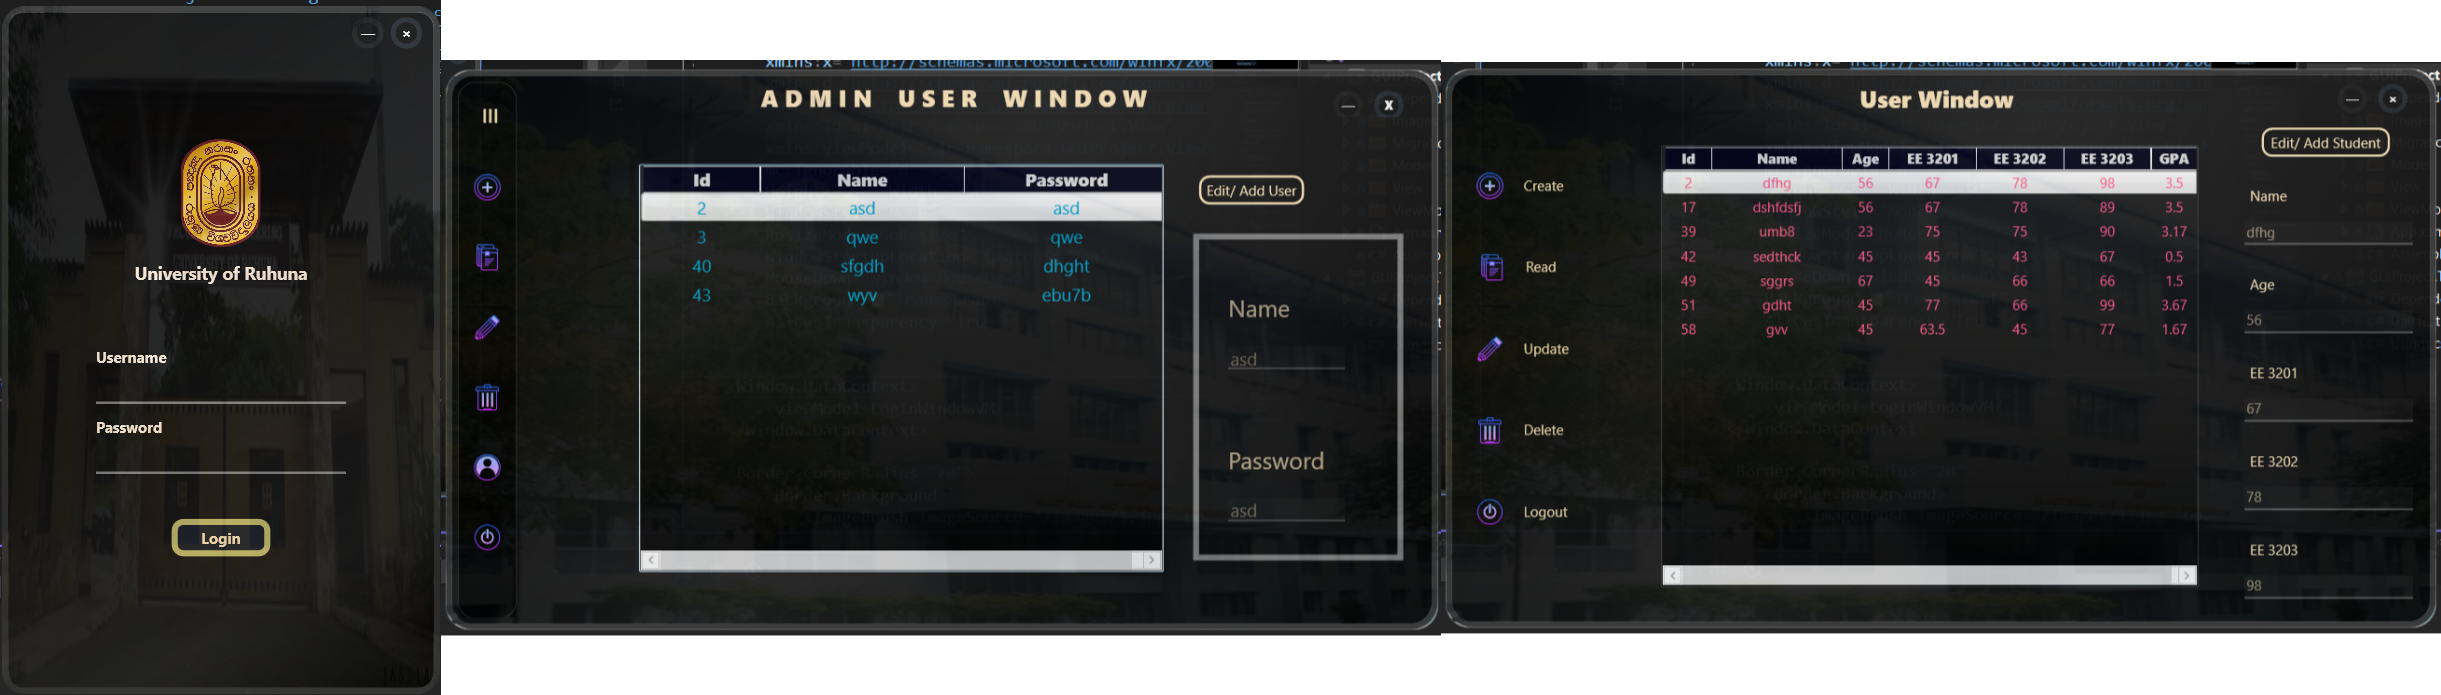 University of Ruhuna
Username
Password
Login
ADMIN USER WINDOW
X
Id Name Password
2 asd asd
3 qwe qwe
40 sfgdh dhght
43 wyv ebu7b
Edit/ Add User
Name
asd
Password
asd
User Window
Create
Read
Update
Delete
Logout
Id Name Age EE 3201 EE 3202 EE 3203 GPA
2 dfhg 56 67 78 98 3.5
17 dshfdsfj 56 67 78 89 3.5
39 umb8 23 75 75 90 3.17
42 sedthck 45 45 43 67 0.5
49 sggrs 67 45 66 66 1.5
51 gdht 45 77 66 99 3.67
58 gvv 45 63.5 45 77 1.67
Edit/ Add Student
Name
dfhg
Age
56
EE 3201
67
EE 3202
78
EE 3203
98